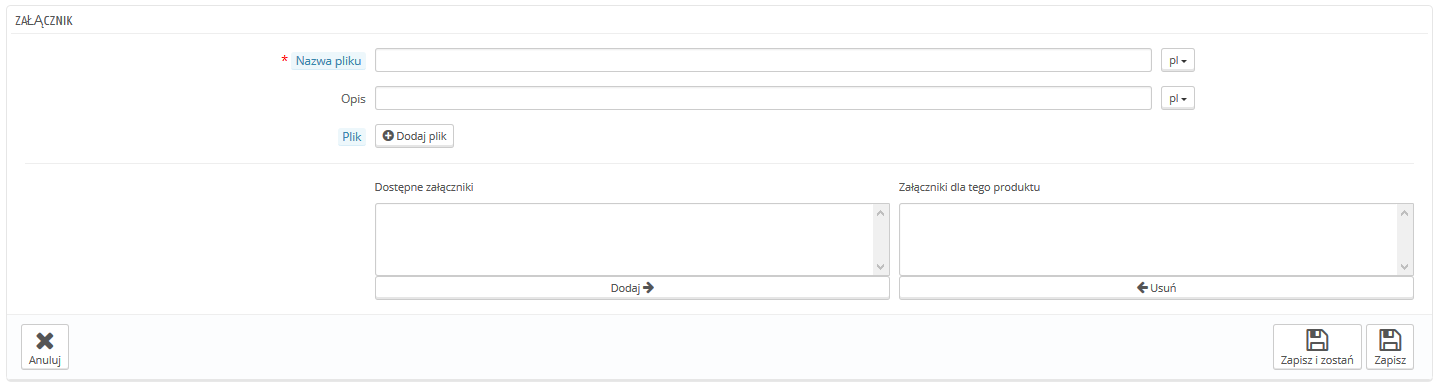 ZAŁĄCZNIK
* Nazwa pliku pl
Opis pl
Plik Dodaj plik
Dostępne załączniki Załączniki dla tego produktu
Dodaj Usuń
Anuluj Zapisz i zostań Zapisz